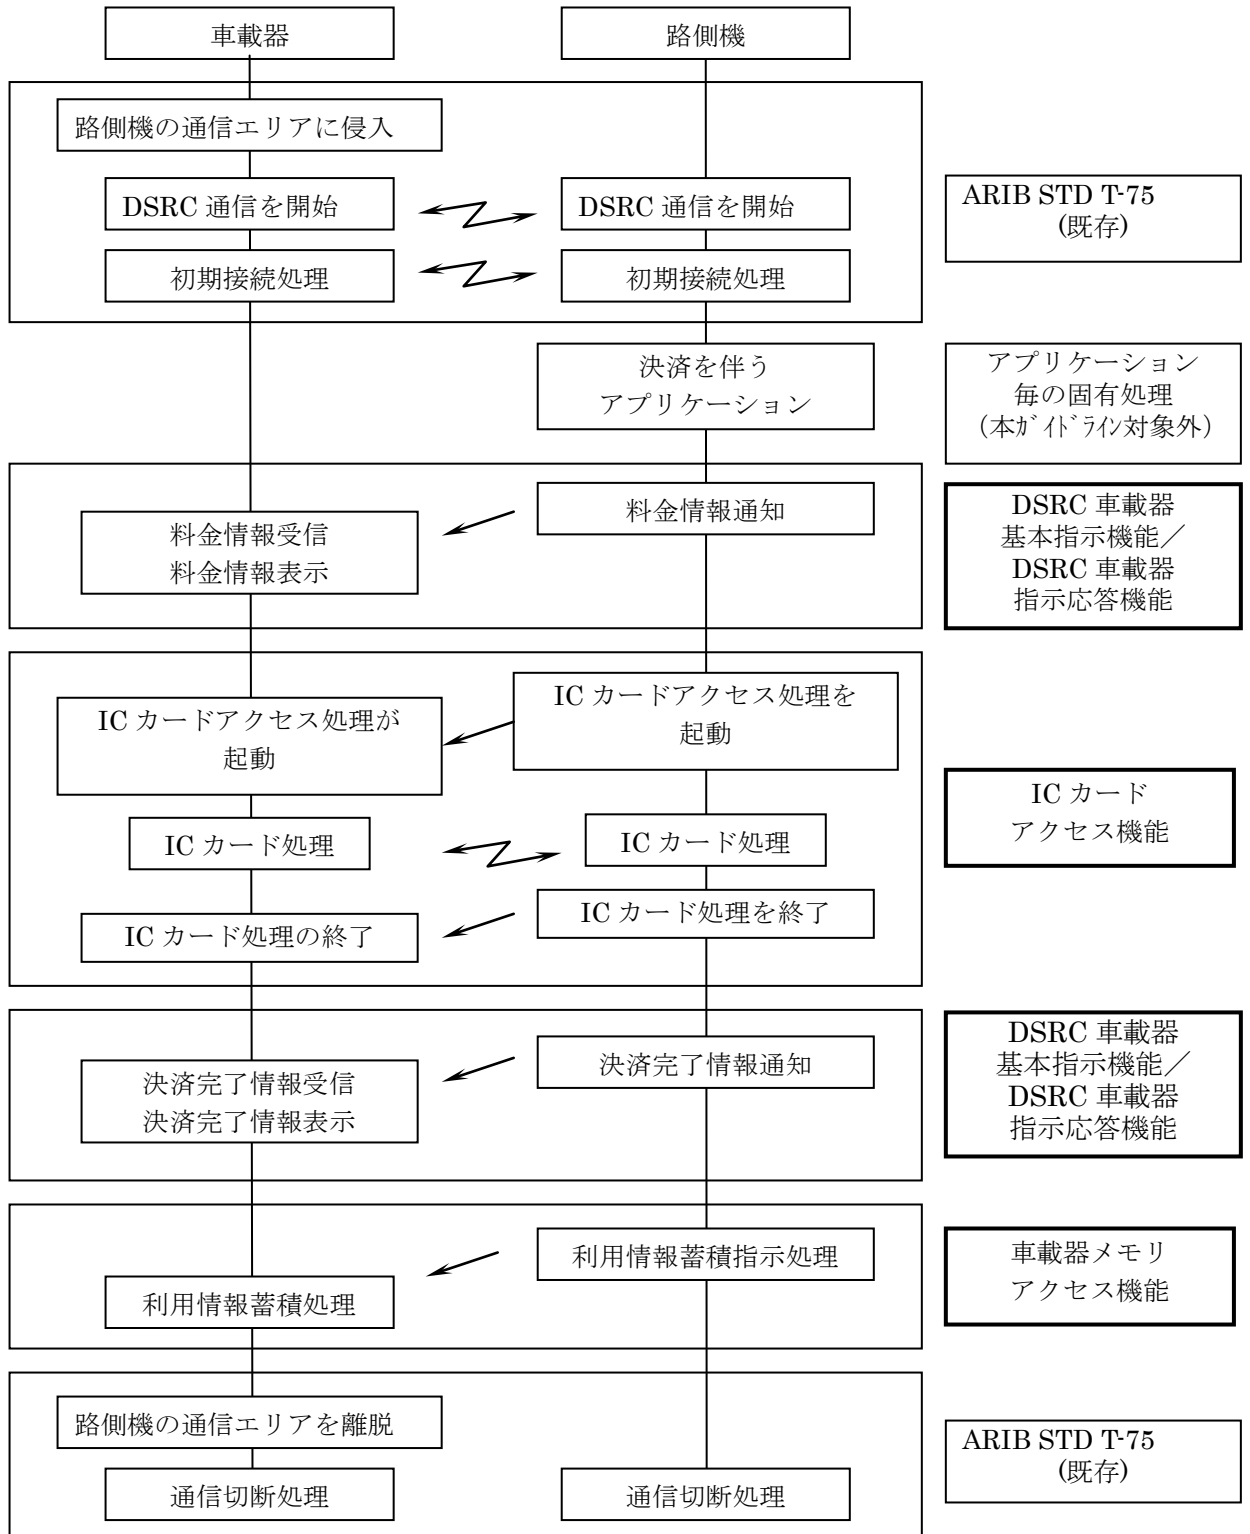 車載器
路側機
路側機の通信エリアに侵入
DSRC 通信を開始
DSRC 通信を開始
ARIB STD T-75
(既存)
初期接続処理
初期接続処理
決済を伴う
アプリケーション
アプリケーション
毎の固有処理
（本ｶﾞｲﾄﾞﾗｲﾝ対象外）
料金情報通知
料金情報受信
料金情報表示
DSRC 車載器
基本指示機能／
DSRC 車載器
指示応答機能
IC カードアクセス処理を
起動
IC カードアクセス処理が
起動
IC カード
アクセス機能
IC カード処理
IC カード処理
IC カード処理を終了
IC カード処理の終了
決済完了情報通知
決済完了情報受信
決済完了情報表示
DSRC 車載器
基本指示機能／
DSRC 車載器
指示応答機能
利用情報蓄積指示処理
利用情報蓄積処理
車載器メモリ
アクセス機能
路側機の通信エリアを離脱
ARIB STD T-75
(既存)
通信切断処理
通信切断処理